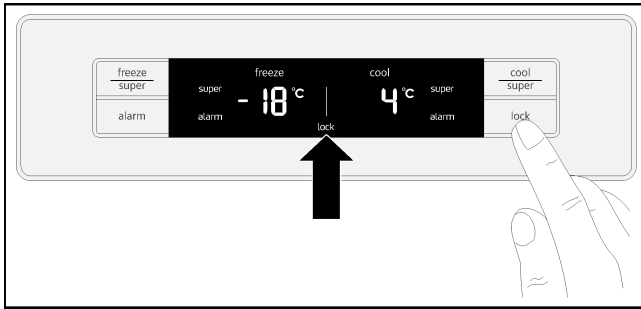 freeze
super
alarm
freeze cool
super - 18 °C 4 °C super
alarm alarm
lock
cool
super
lock